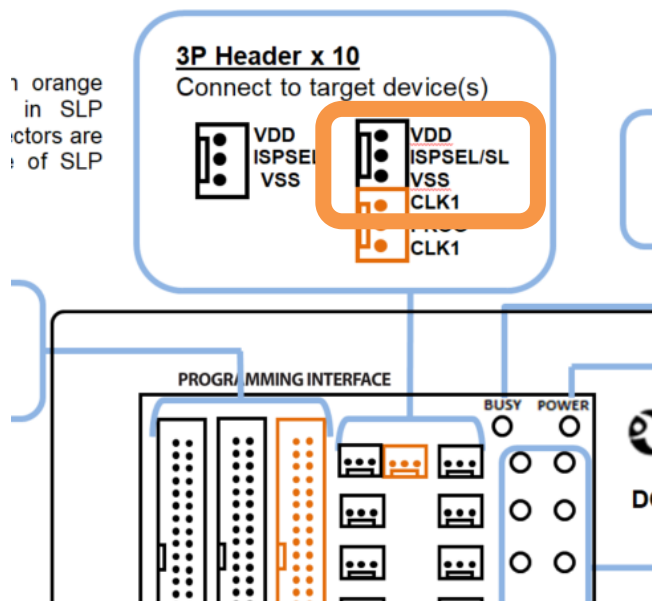 n orange
in SLP
ectors are
of SLP
3P Header x 10
Connect to target device(s)
VDD
ISPSEL
VSS
VDD
ISPSEL/SL
VSS
CLK1
CLK1
PROGRAMMING INTERFACE
BUSY
POWER